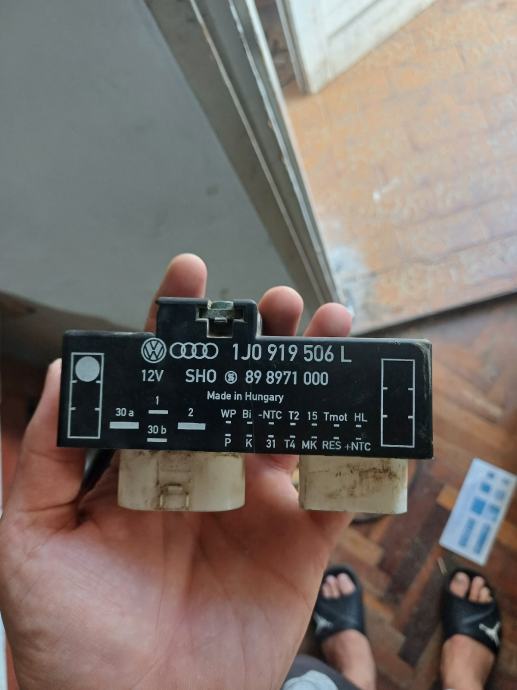 1J0 919 506 L
12V SHO S 89 8971 000
Made in Hungary
30 a 1 2 WP Bi -NTC T2 15 Tmot HL
30 b P K 31 T4 MK RES +NTC